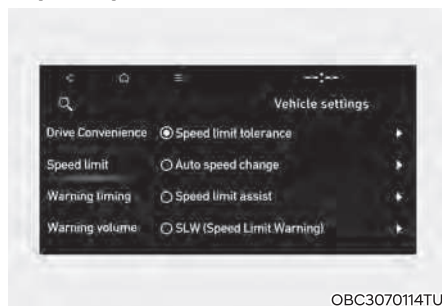 --:--
Vehicle settings
Drive Convenience
Speed limit tolerance
Speed limit
Auto speed change
Warning timing
Speed limit assist
Warning volume
SLW (Speed Limit Warning)
OBC3070114TU